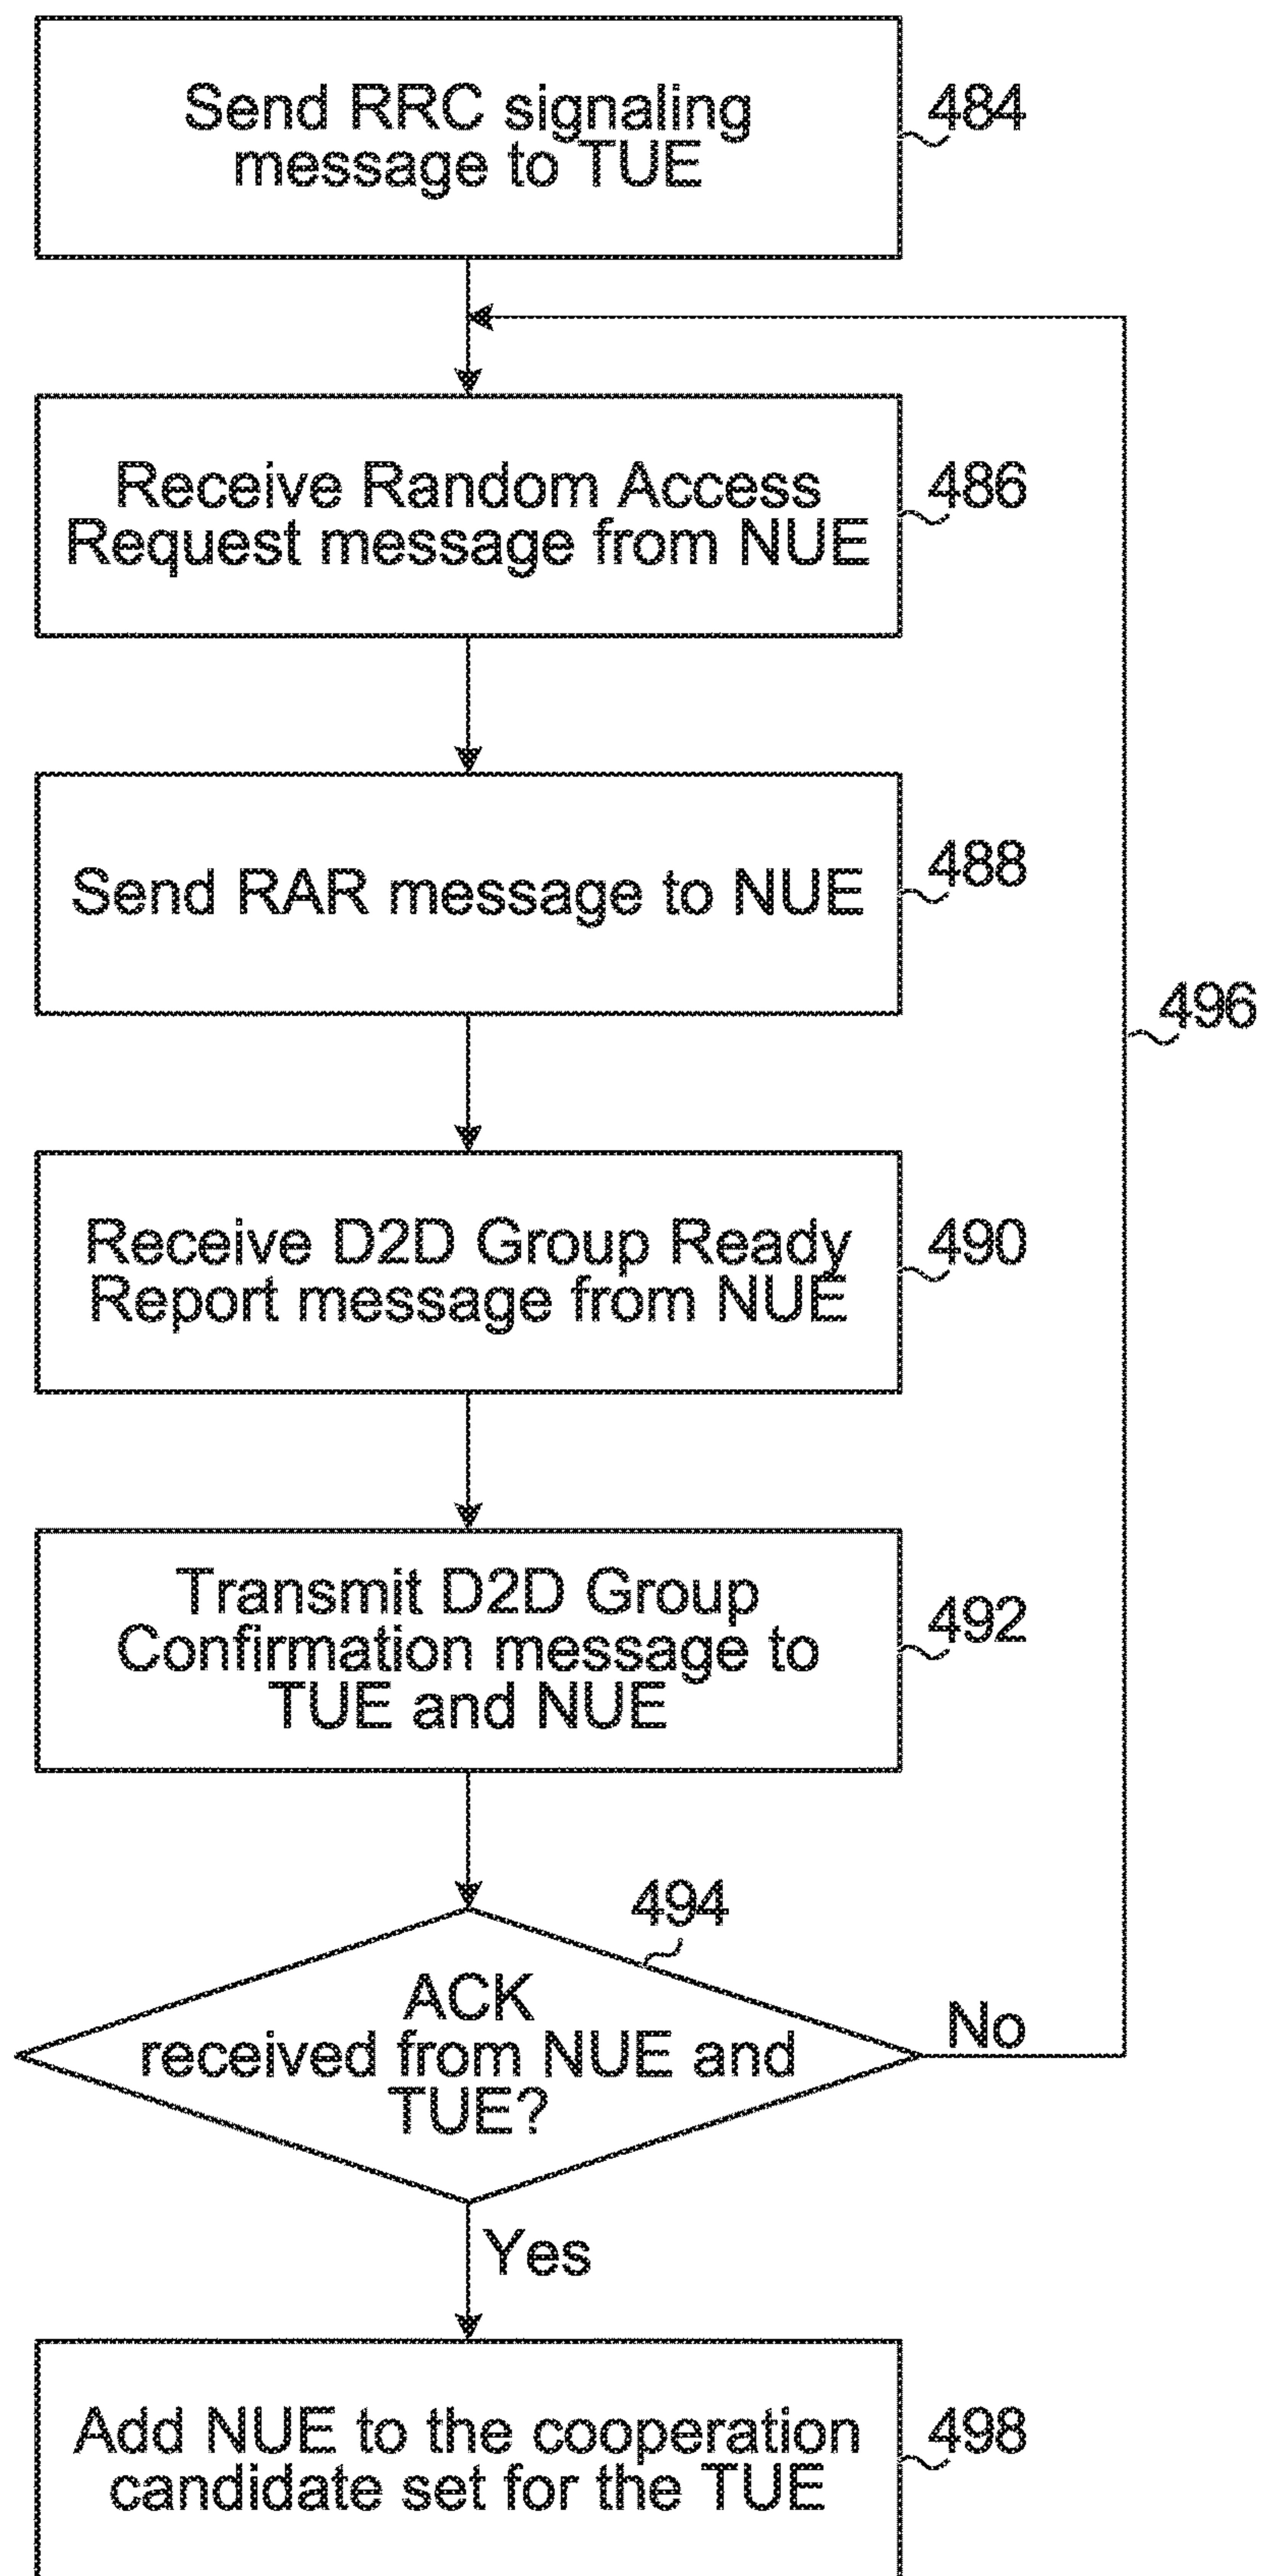 Send RRC signaling
message to TUE
484
Receive Random Access
Request message from NUE
486
Send RAR message to NUE
488
496
Receive D2D Group Ready
Report message from NUE
490
Transmit D2D Group
Confirmation message to
TUE and NUE
492
494
ACK
received from NUE and
TUE?
No
Yes
Add NUE to the cooperation
candidate set for the TUE
498